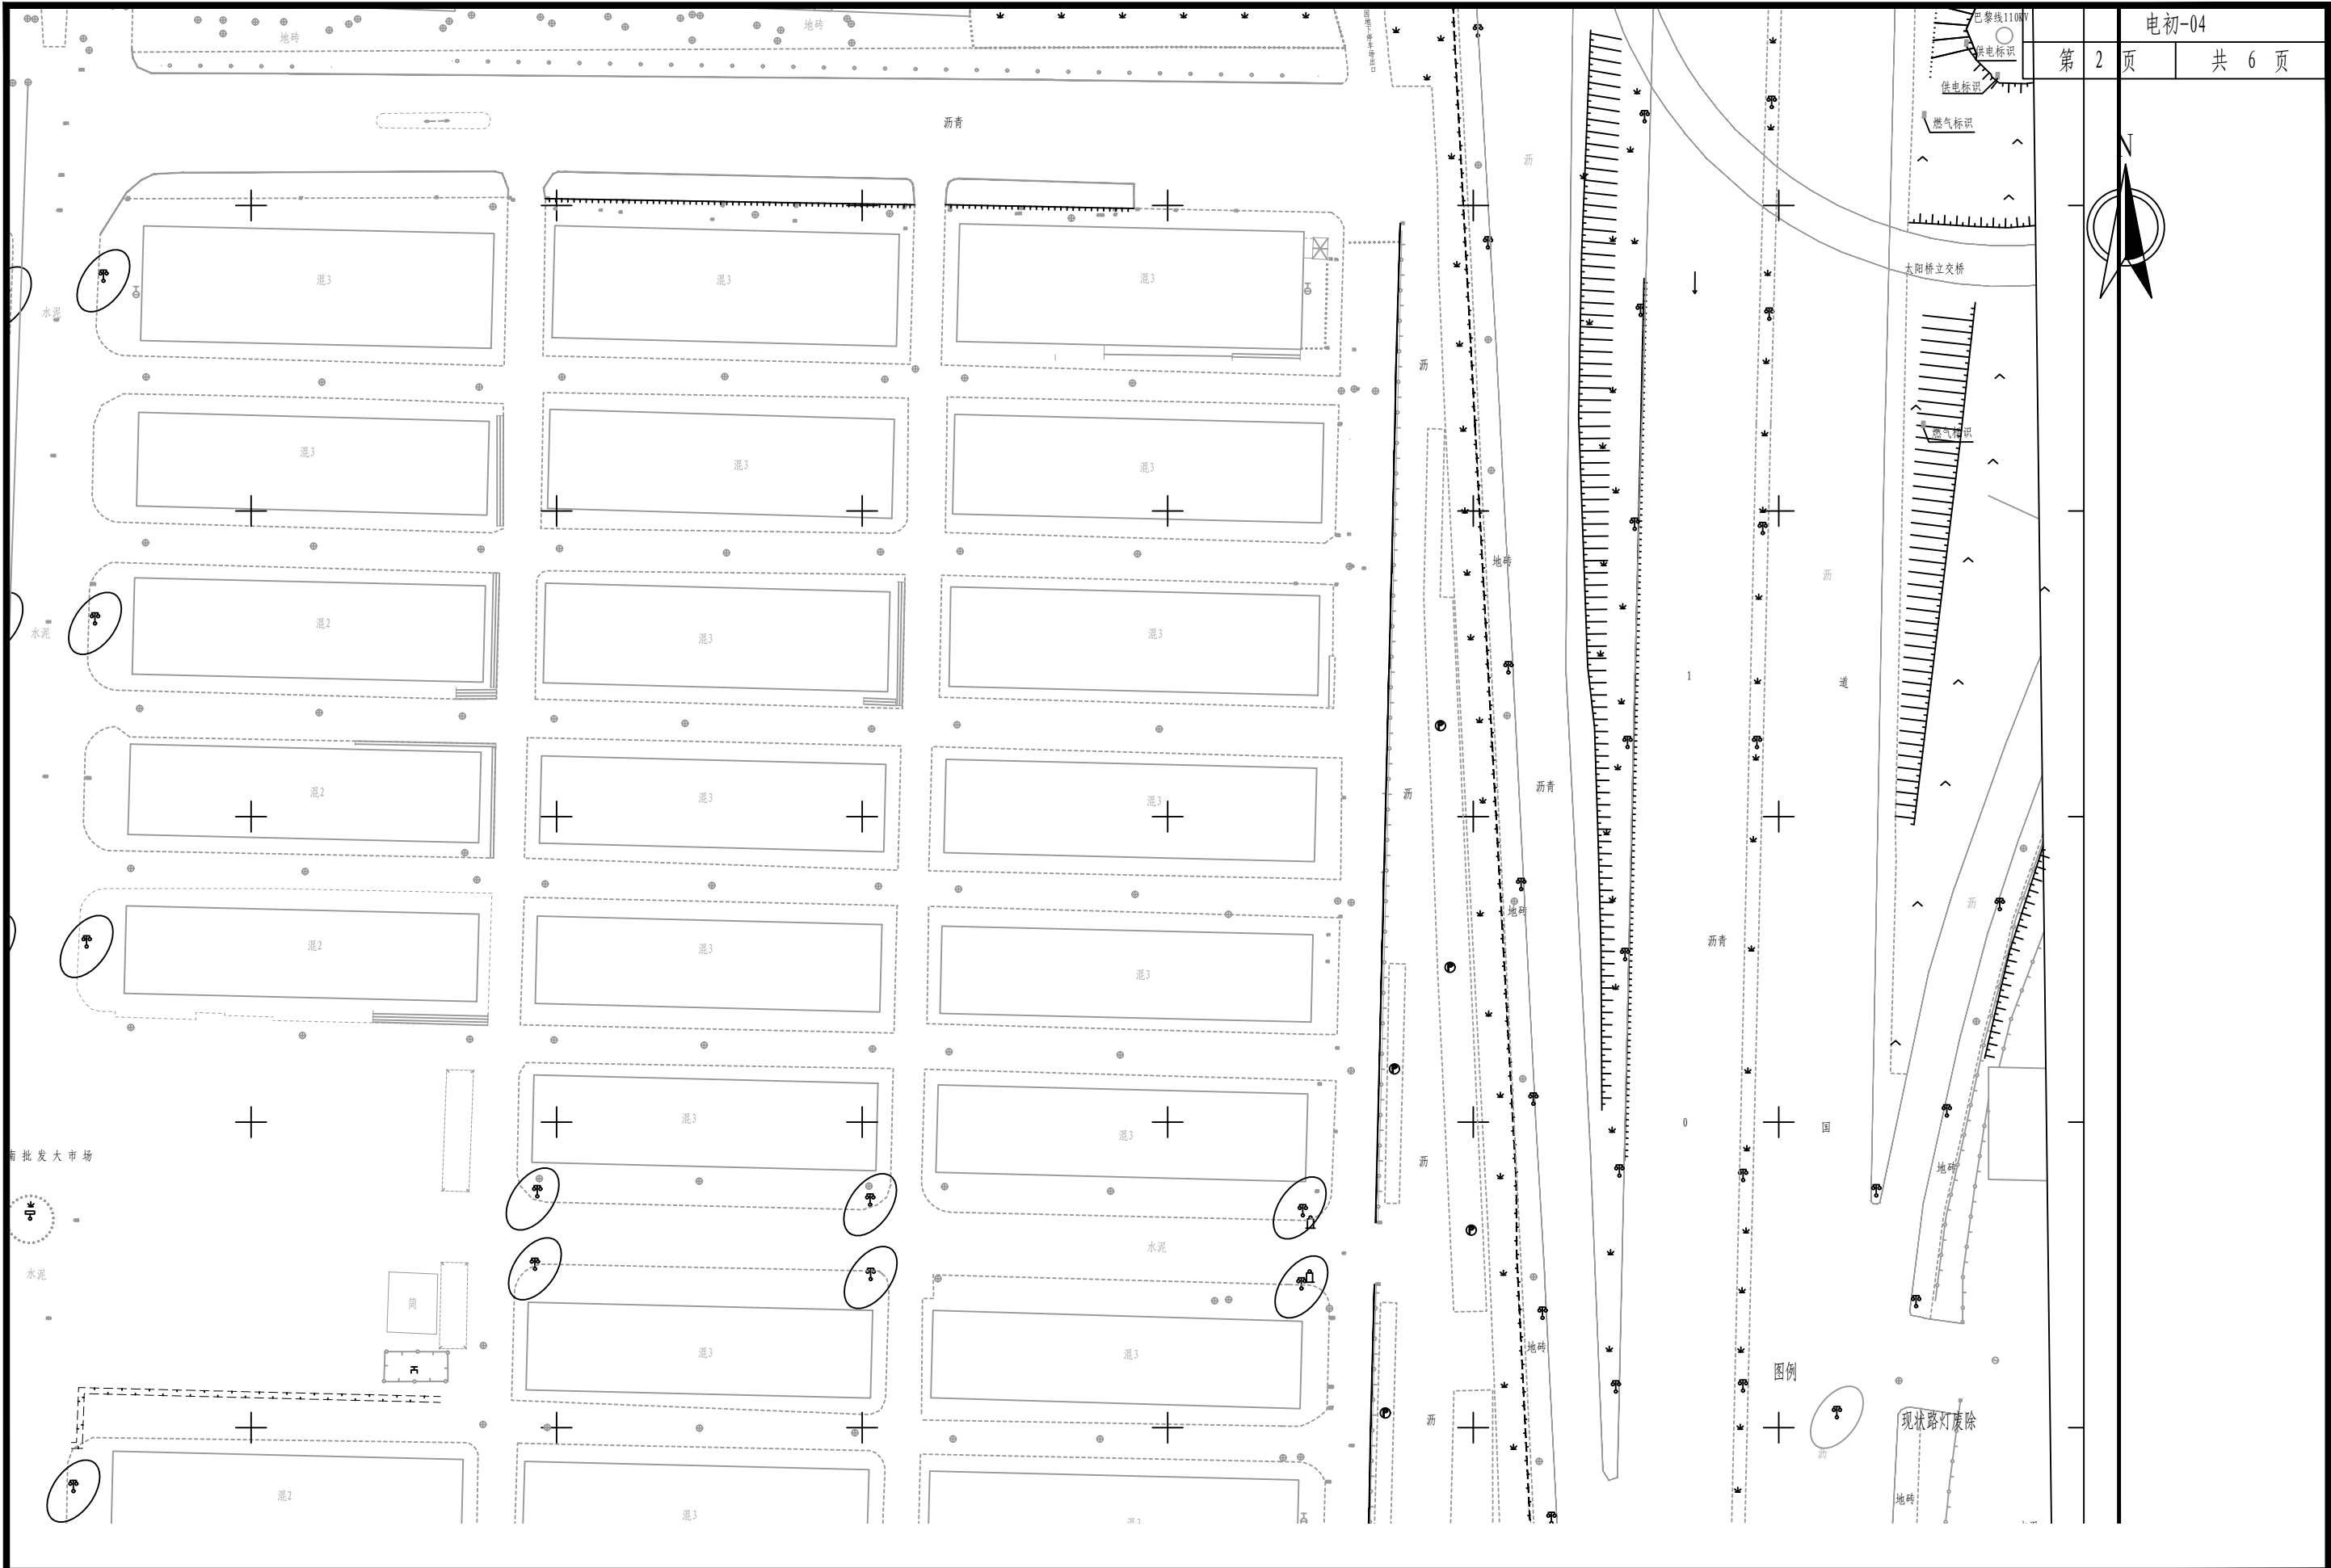 电初-04
第 2 页 共 6 页
巴黎线110KV
供电标识
供电标识
燃气标识
N
地砖
地砖
沥青
沥
混3
混3
混3
水泥
太阳桥立交桥
沥
混3
混3
混3
燃气标识
地砖
沥
混2
混3
混3
水泥
1
道
混2
混3
混3
沥
沥青
地砖
沥
混2
混3
混3
沥青
混3
混3
0
国
南批发大市场
沥
地砖
水泥
水泥
简
混3
混3
地砖
图例
现状路灯废除
沥
沥
混2
混3
混3
地砖